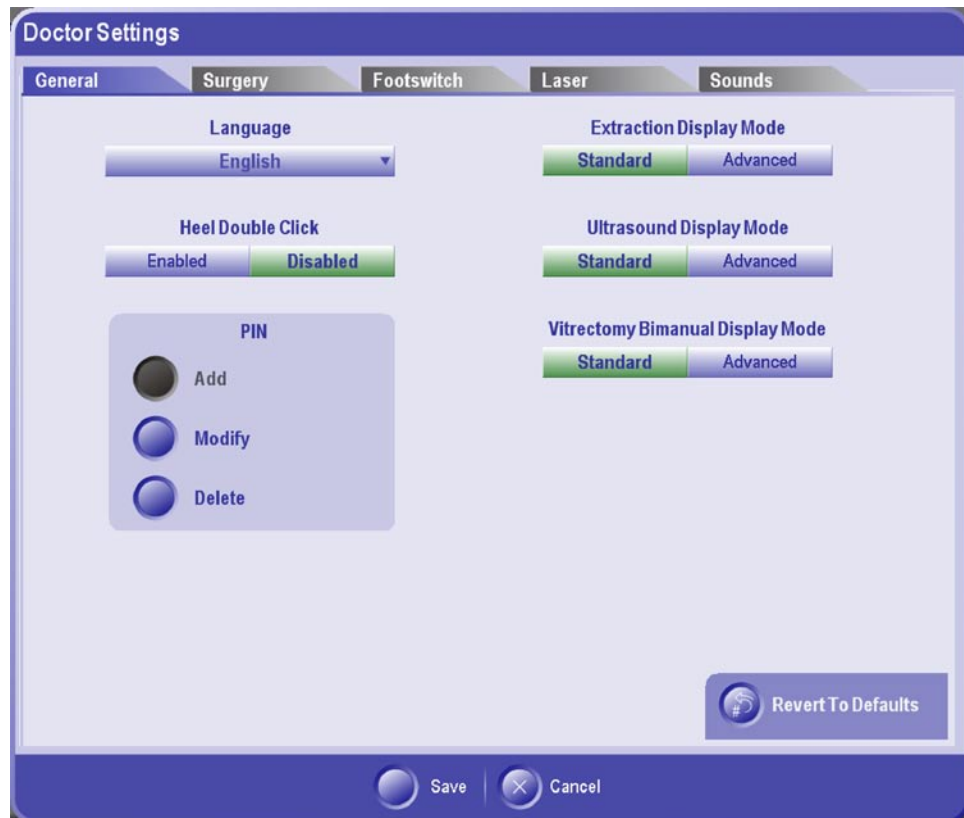 Doctor Settings
General Surgery Footswitch Laser Sounds
Language
English
Heel Double Click
Enabled Disabled
PIN
Add
Modify
Delete
Extraction Display Mode
Standard Advanced
Ultrasound Display Mode
Standard Advanced
Vitrectomy Bimanual Display Mode
Standard Advanced
# Revert To Defaults
Save Cancel